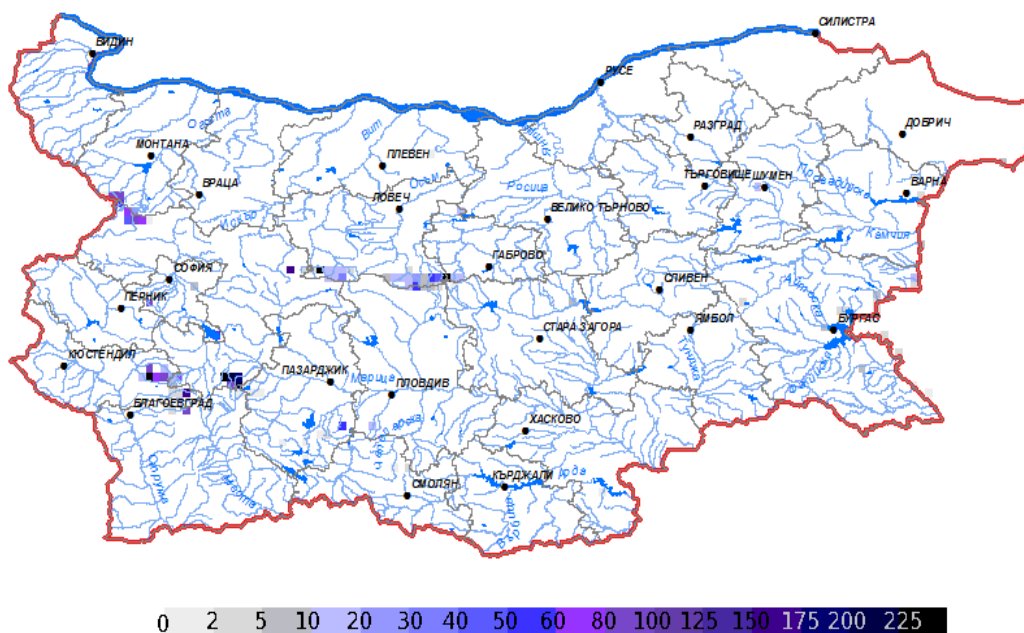 СИЛИСТРА
ВИДИН
РУСЕ
Огоста
Вит
ДОБРИЧ
РАЗГРАД
МОНТАНА
ПЛЕВЕН
ТЪРГОВИЩЕ
ШУМЕН
ВРАЦА
Осъм
Росица
ВАРНА
ЛОВЕЧ
ВЕЛИКО ТЪРНОВО
Искър
Камчия
ГАБРОВО
СОФИЯ
СЛИВЕН
Айтоска
ПЕРНИК
ЯМБОЛ
БУРГАС
СТАРА ЗАГОРА
Тунджа
КЮСТЕНДИЛ
ПАЗАРДЖИК
Марица
ПЛОВДИВ
БЛАГОЕВГРАД
ХАСКОВО
Струма
Места
СМОЛЯН
КЪРДЖАЛИ
0 2 5 10 20 30 40 50 60 80 100 125 150 175 200 225